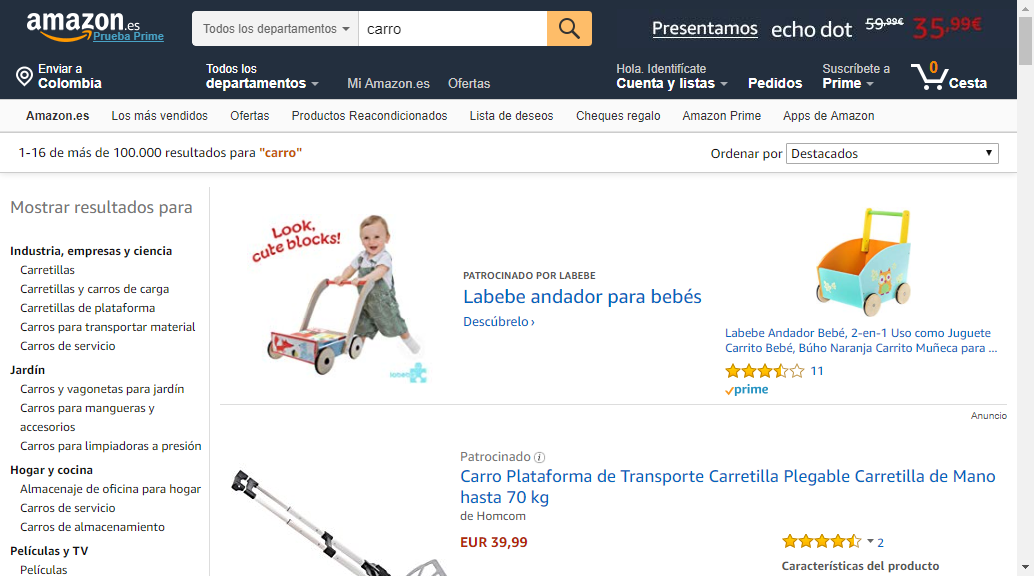 amazon.es
Prueba Prime
Todos los departamentos
carro
Presentamos echo dot 59,99€ 35,99€
Enviar a
Colombia
Todos los
departamentos
Mi Amazon.es
Ofertas
Hola. Identifícate
Cuenta y listas
Pedidos
Suscríbete a
Prime
0
Cesta
Amazon.es Los más vendidos Ofertas Productos Reacondicionados Lista de deseos Cheques regalo Amazon Prime Apps de Amazon
1-16 de más de 100.000 resultados para "carro"
Ordenar por Destacados
Mostrar resultados para
Industria, empresas y ciencia
Carretillas
Carretillas y carros de carga
Carretillas de plataforma
Carros para transportar material
Carros de servicio
Jardín
Carros y vagonetas para jardín
Carros para mangueras y
accesorios
Carros para limpiadoras a presión
Hogar y cocina
Almacenaje de oficina para hogar
Carros de servicio
Carros de almacenamiento
Películas y TV
Películas
Look,
cute blocks!
labebe
PATROCINADO POR LABEBE
Labebe andador para bebés
Descúbrelo ›
Labebe Andador Bebé, 2-en-1 Uso como Juguete
Carrito Bebé, Búho Naranja Carrito Muñeca para ...
11
prime
Anuncio
Patrocinado
Carro Plataforma de Transporte Carretilla Plegable Carretilla de Mano
hasta 70 kg
de Homcom
EUR 39,99
2
Características del producto